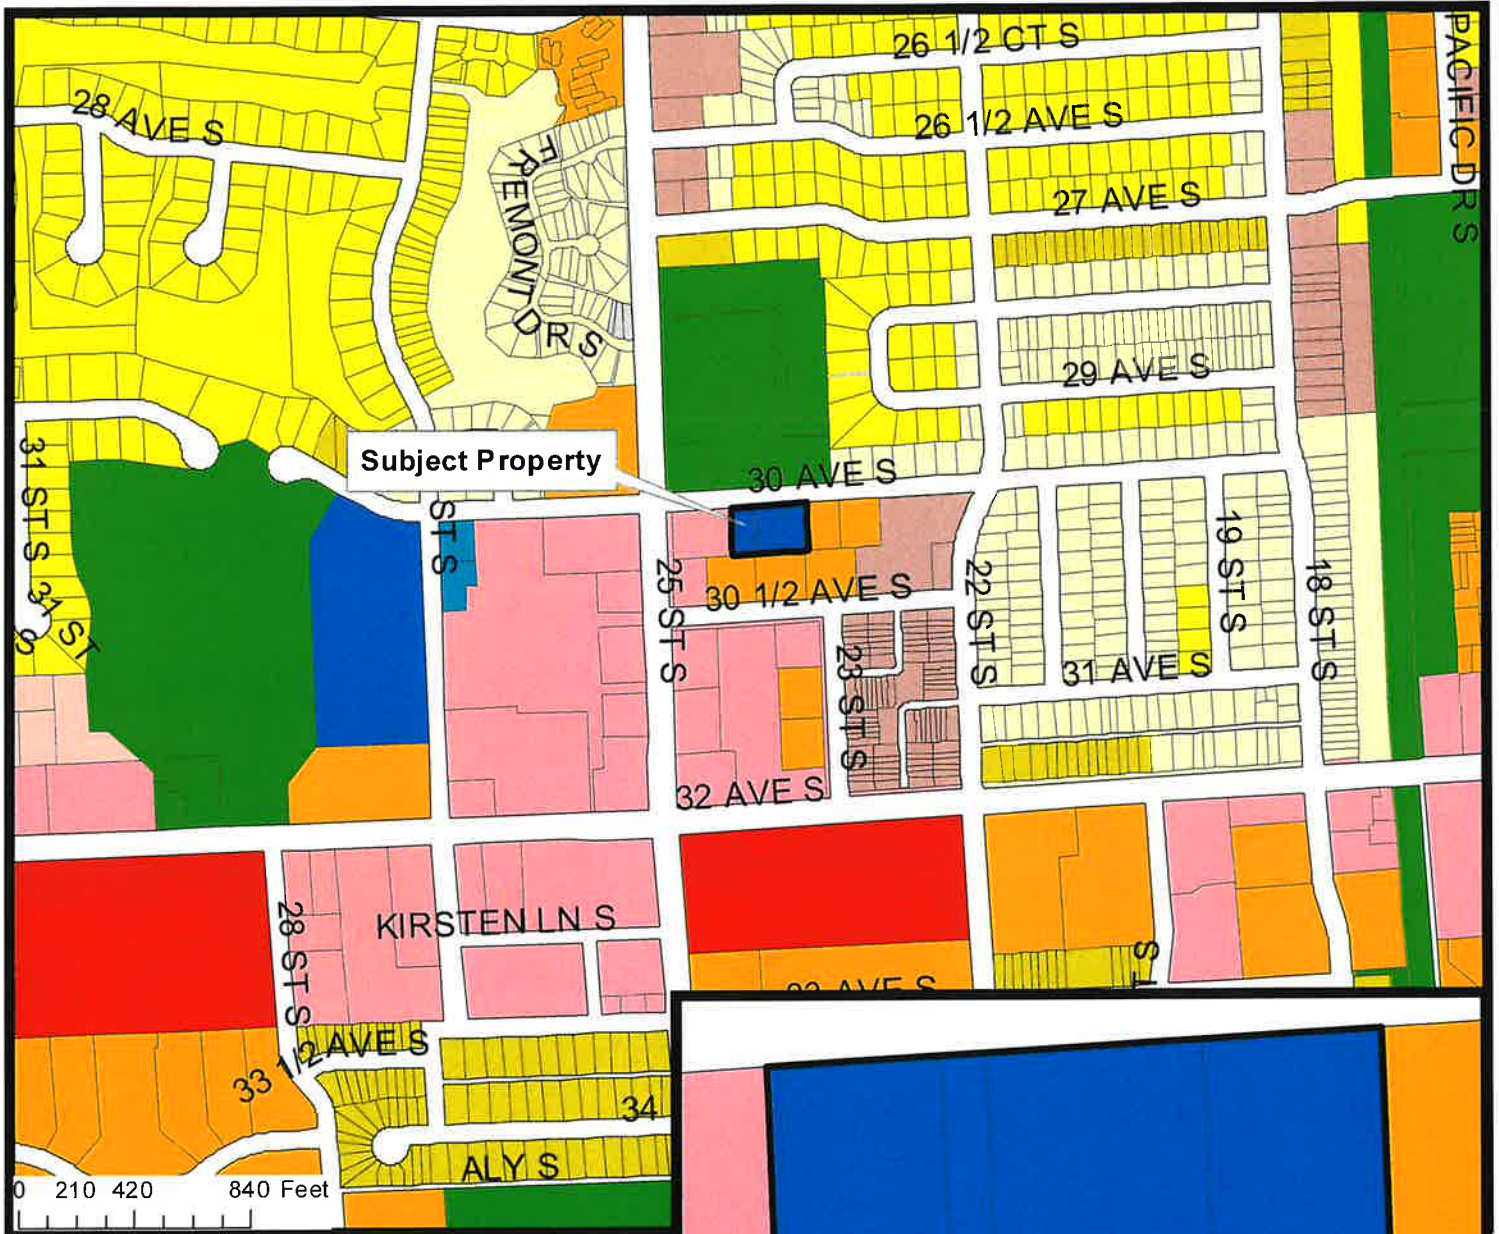 26 1/2 CT S
PACIFIC DR S
28 AVE S
26 1/2 AVE S
FREMONT DR S
27 AVE S
29 AVE S
31 ST S
Subject Property
30 AVE S
ST S
25 ST S
22 ST S
19 ST S
18 ST S
30 1/2 AVE S
31 ST S
23 ST S
31 AVE S
32 AVE S
28 ST S
KIRSTEN LN S
AVE S
S
33 1/2 AVE S
34
ALY S
0 210 420 840 Feet